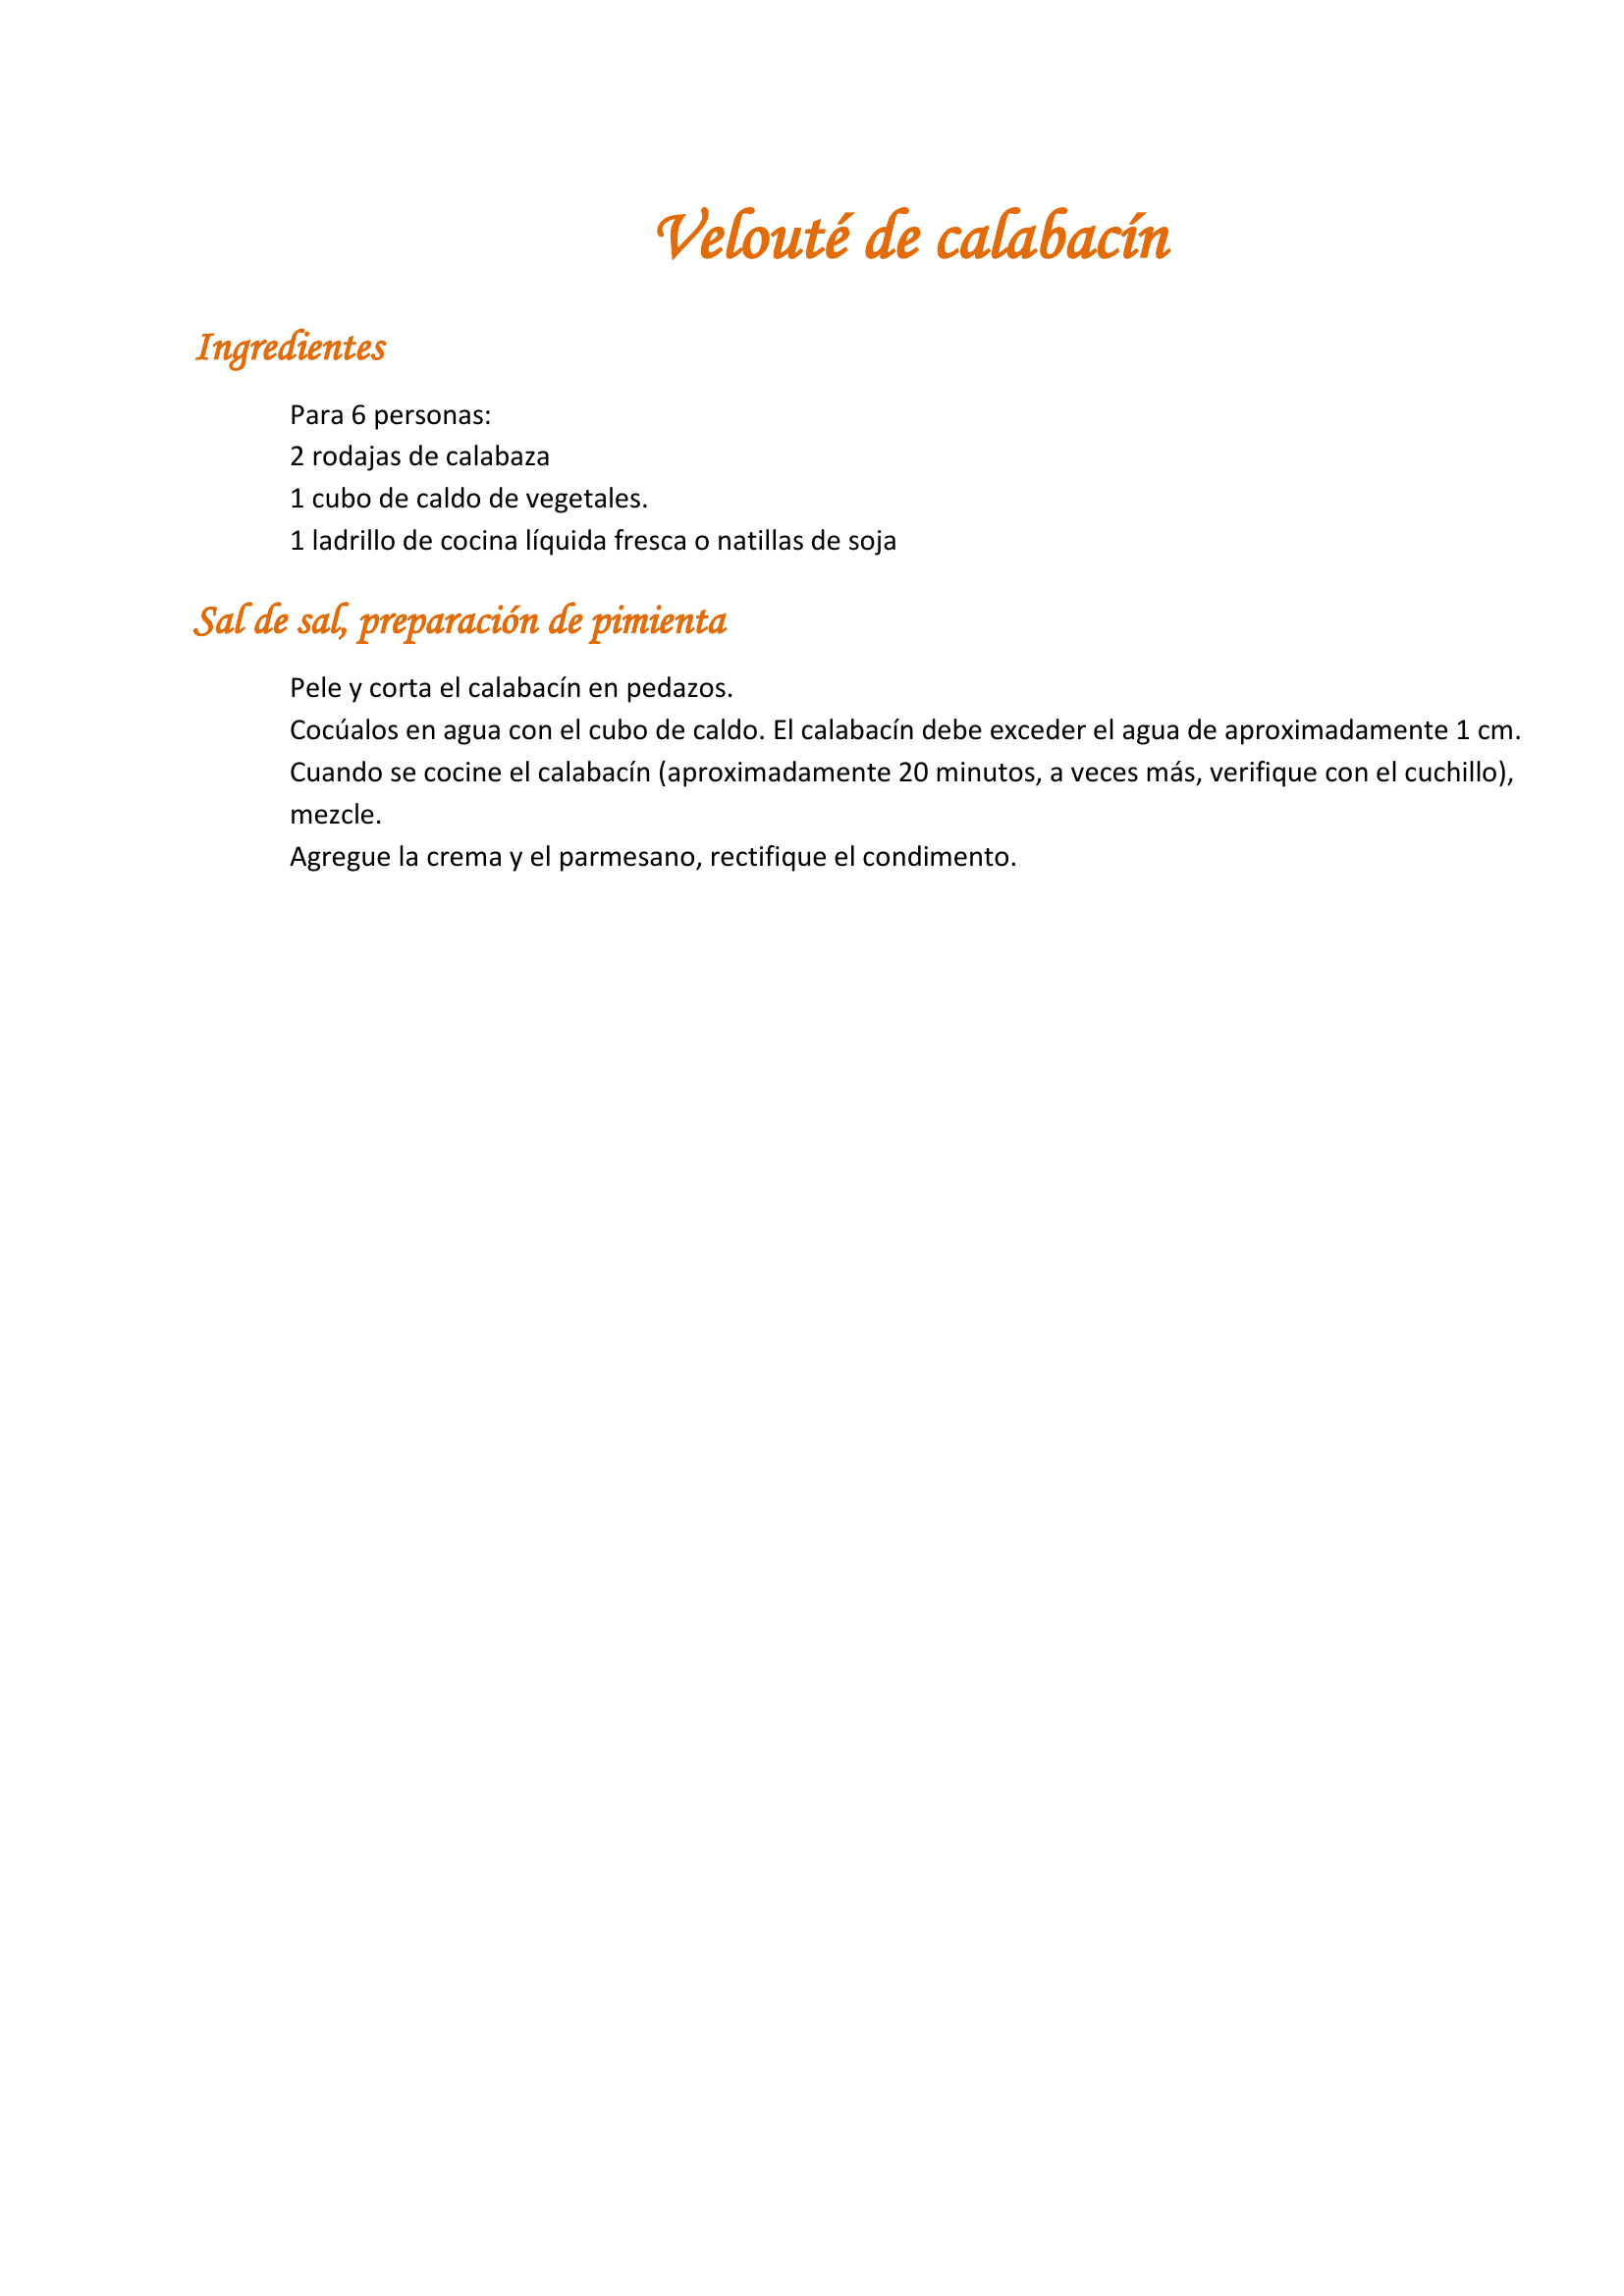 Velouté de calabacín
Ingredientes
Para 6 personas:
2 rodajas de calabaza
1 cubo de caldo de vegetales.
1 ladrillo de cocina líquida fresca o natillas de soja
Sal de sal, preparación de pimienta
Pele y corta el calabacín en pedazos.
Cocúalos en agua con el cubo de caldo. El calabacín debe exceder el agua de aproximadamente 1 cm.
Cuando se cocine el calabacín (aproximadamente 20 minutos, a veces más, verifique con el cuchillo),
mezcle.
Agregue la crema y el parmesano, rectifique el condimento.